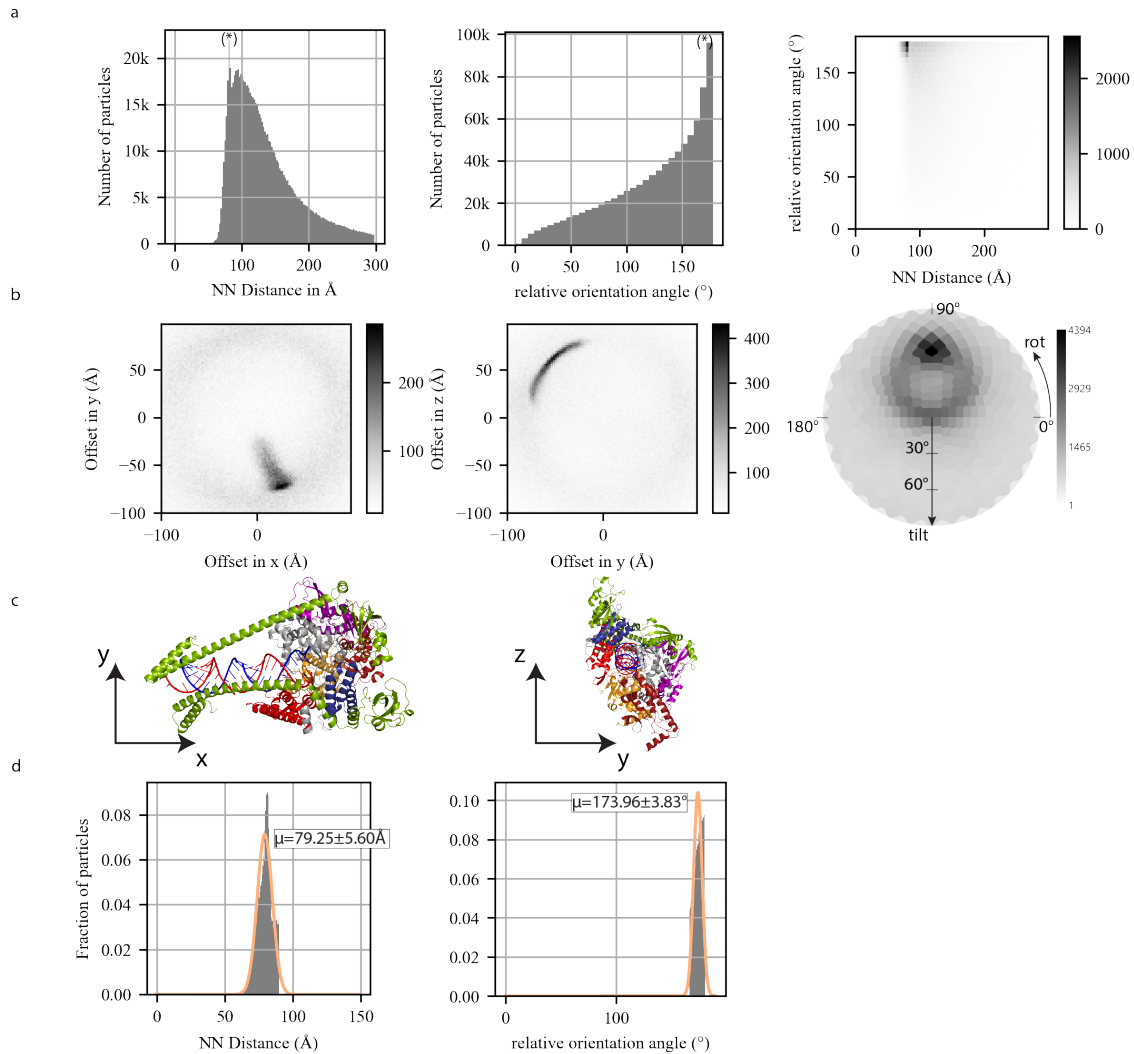 a
(*)
20k
15k
10k
5k
0
0
100
200
300
Number of particles
NN Distance in Å
100k
80k
60k
40k
20k
0
(*)
0
50
100
150
Number of particles
relative orientation angle (°)
150
100
50
0
0
100
200
relative orientation angle (°)
NN Distance (Å)
2000
1000
0
b
50
0
−50
−100
−100
0
Offset in y (Å)
Offset in x (Å)
200
100
50
0
−50
−100
−100
0
Offset in z (Å)
Offset in y (Å)
400
300
200
100
90°
rot
180°
0°
30°
60°
tilt
4394
2929
1465
1
c
y
x
z
y
d
0.08
0.06
0.04
0.02
0.00
0
50
100
150
Fraction of particles
NN Distance (Å)
μ=79.25±5.60Å
0.10
0.08
0.06
0.04
0.02
0.00
0
100
relative orientation angle (°)
μ=173.96±3.83°